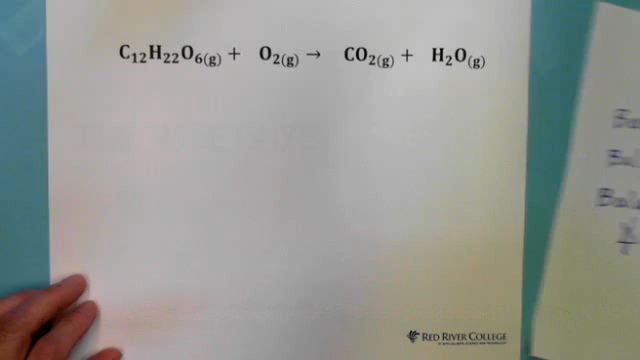 C₁₂H₂₂O₆₍g₎ + O₂₍g₎ → CO₂₍g₎ + H₂O₍g₎
RED RIVER COLLEGE